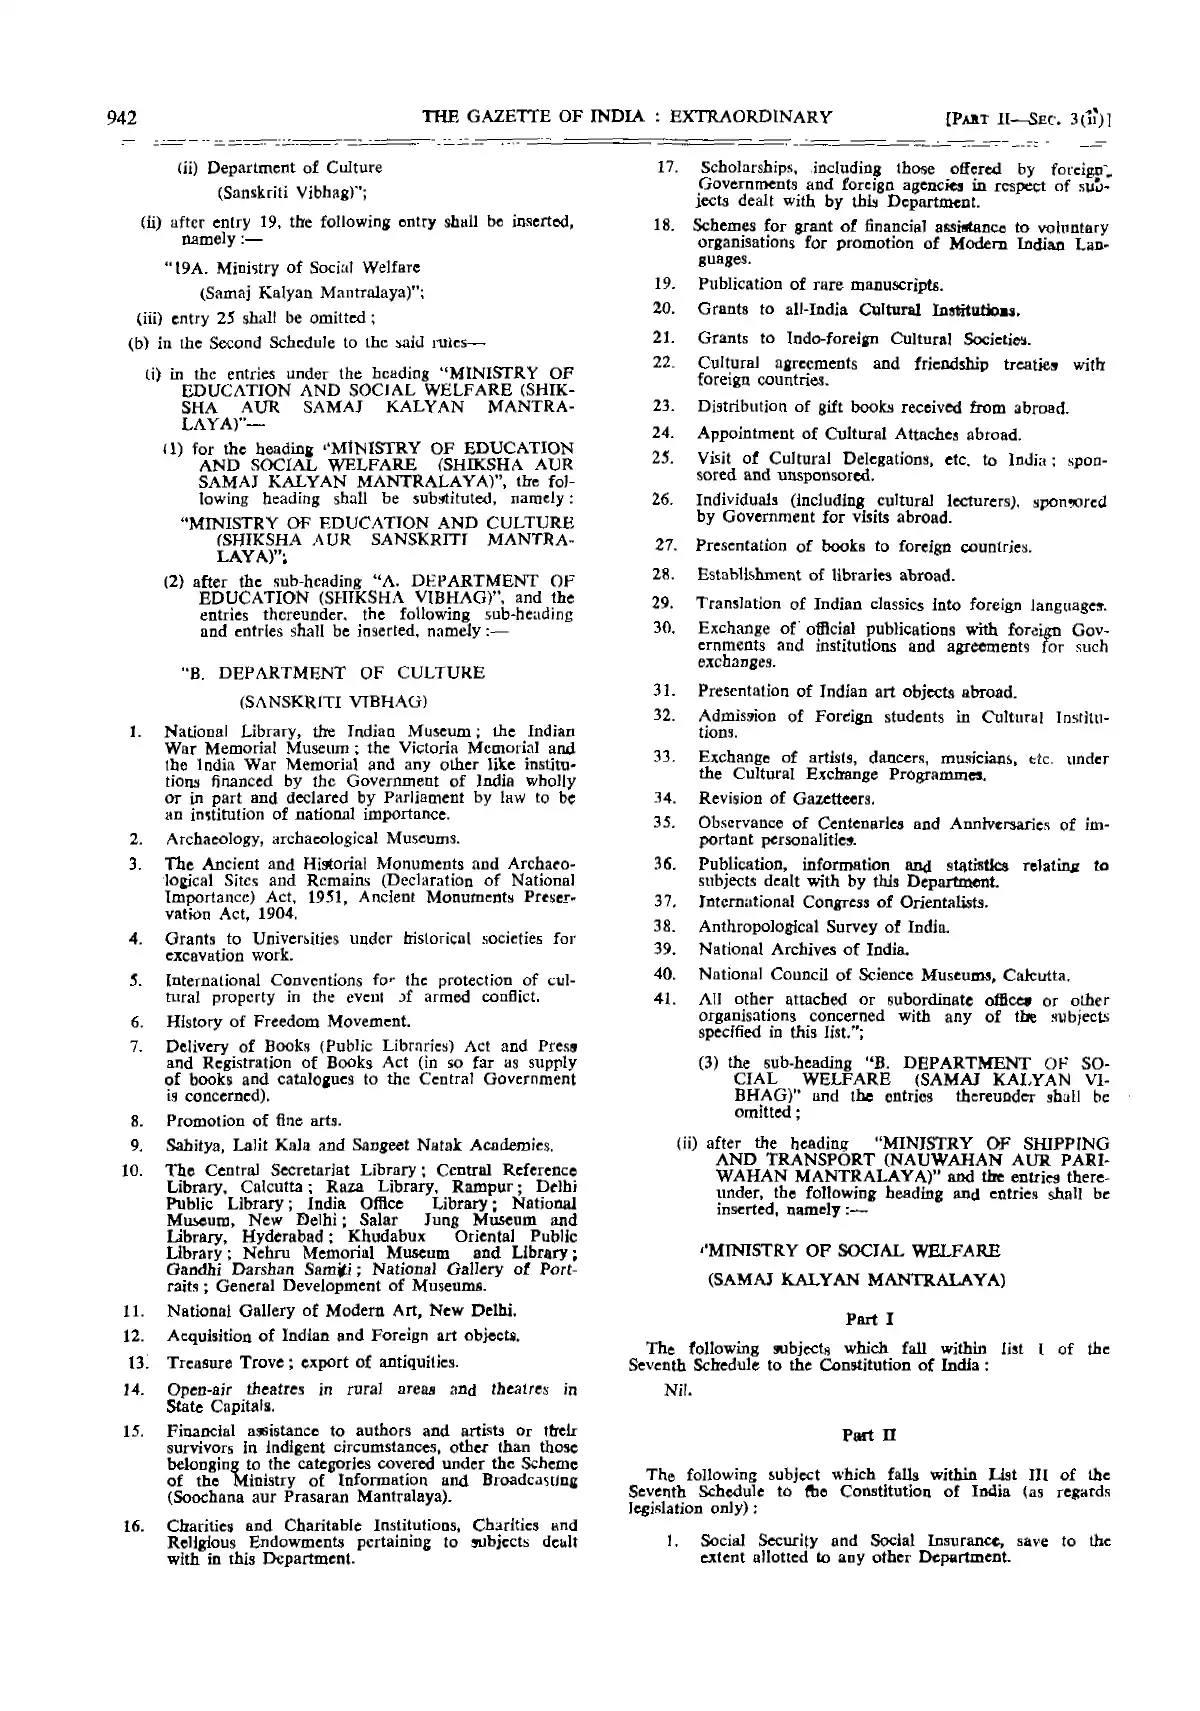 942 THE GAZETTE OF INDIA : EXTRAORDINARY [PART II—SEC. 3(ii)]
(ii) Department of Culture
(Sanskriti Vibhag)";
(ii) after entry 19, the following entry shall be inserted,
namely :—
"19A. Ministry of Social Welfare
(Samaj Kalyan Mantralaya)";
(iii) entry 25 shall be omitted ;
(b) in the Second Schedule to the said rules—
(i) in the entries under the heading "MINISTRY OF
EDUCATION AND SOCIAL WELFARE (SHIK-
SHA AUR SAMAJ KALYAN MANTRA-
LAYA)"—
(1) for the heading "MINISTRY OF EDUCATION
AND SOCIAL WELFARE (SHIKSHA AUR
SAMAJ KALYAN MANTRALAYA)", the fol-
lowing heading shall be substituted, namely :
"MINISTRY OF EDUCATION AND CULTURE
(SHIKSHA AUR SANSKRITI MANTRA-
LAYA)";
(2) after the sub-heading "A. DEPARTMENT OF
EDUCATION (SHIKSHA VIBHAG)", and the
entries thereunder, the following sub-heading
and entries shall be inserted, namely :—
"B. DEPARTMENT OF CULTURE
(SANSKRITI VIBHAG)
1. National Library, the Indian Museum ; the Indian
War Memorial Museum ; the Victoria Memorial and
the India War Memorial and any other like institu-
tions financed by the Government of India wholly
or in part and declared by Parliament by law to be
an institution of national importance.
2. Archaeology, archaeological Museums.
3. The Ancient and Historial Monuments and Archaeo-
logical Sites and Remains (Declaration of National
Importance) Act, 1951, Ancient Monuments Preser-
vation Act, 1904.
4. Grants to Universities under historical societies for
excavation work.
5. International Conventions for the protection of cul-
tural property in the event of armed conflict.
6. History of Freedom Movement.
7. Delivery of Books (Public Libraries) Act and Press
and Registration of Books Act (in so far as supply
of books and catalogues to the Central Government
is concerned).
8. Promotion of fine arts.
9. Sahitya, Lalit Kala and Sangeet Natak Academies.
10. The Central Secretariat Library ; Central Reference
Library, Calcutta ; Raza Library, Rampur ; Delhi
Public Library ; India Office Library ; National
Museum, New Delhi ; Salar Jung Museum and
Library, Hyderabad ; Khudabux Oriental Public
Library ; Nehru Memorial Museum and Library ;
Gandhi Darshan Samiti ; National Gallery of Port-
raits ; General Development of Museums.
11. National Gallery of Modern Art, New Delhi.
12. Acquisition of Indian and Foreign art objects.
13. Treasure Trove ; export of antiquities.
14. Open-air theatres in rural areas and theatres in
State Capitals.
15. Financial assistance to authors and artists or their
survivors in indigent circumstances, other than those
belonging to the categories covered under the Scheme
of the Ministry of Information and Broadcasting
(Soochana aur Prasaran Mantralaya).
16. Charities and Charitable Institutions, Charities and
Religious Endowments pertaining to subjects dealt
with in this Department.
17. Scholarships, including those offered by foreign
Governments and foreign agencies in respect of sub-
jects dealt with by this Department.
18. Schemes for grant of financial assistance to voluntary
organisations for promotion of Modern Indian Lan-
guages.
19. Publication of rare manuscripts.
20. Grants to all-India Cultural Institutions.
21. Grants to Indo-foreign Cultural Societies.
22. Cultural agreements and friendship treaties with
foreign countries.
23. Distribution of gift books received from abroad.
24. Appointment of Cultural Attaches abroad.
25. Visit of Cultural Delegations, etc. to India ; spon-
sored and unsponsored.
26. Individuals (including cultural lecturers), sponsored
by Government for visits abroad.
27. Presentation of books to foreign countries.
28. Establishment of libraries abroad.
29. Translation of Indian classics into foreign languages.
30. Exchange of official publications with foreign Gov-
ernments and institutions and agreements for such
exchanges.
31. Presentation of Indian art objects abroad.
32. Admission of Foreign students in Cultural Institu-
tions.
33. Exchange of artists, dancers, musicians, etc. under
the Cultural Exchange Programmes.
34. Revision of Gazetteers.
35. Observance of Centenaries and Anniversaries of im-
portant personalities.
36. Publication, information and statistics relating to
subjects dealt with by this Department.
37. International Congress of Orientalists.
38. Anthropological Survey of India.
39. National Archives of India.
40. National Council of Science Museums, Calcutta.
41. All other attached or subordinate offices or other
organisations concerned with any of the subjects
specified in this list.";
(3) the sub-heading "B. DEPARTMENT OF SO-
CIAL WELFARE (SAMAJ KALYAN VI-
BHAG)" and the entries thereunder shall be
omitted ;
(ii) after the heading "MINISTRY OF SHIPPING
AND TRANSPORT (NAUWAHAN AUR PARI-
WAHAN MANTRALAYA)" and the entries there-
under, the following heading and entries shall be
inserted, namely :—
"MINISTRY OF SOCIAL WELFARE
(SAMAJ KALYAN MANTRALAYA)
Part I
The following subjects which fall within list I of the
Seventh Schedule to the Constitution of India :
Nil.
Part II
The following subject which falls within List III of the
Seventh Schedule to the Constitution of India (as regards
legislation only) :
1. Social Security and Social Insurance, save to the
extent allotted to any other Department.